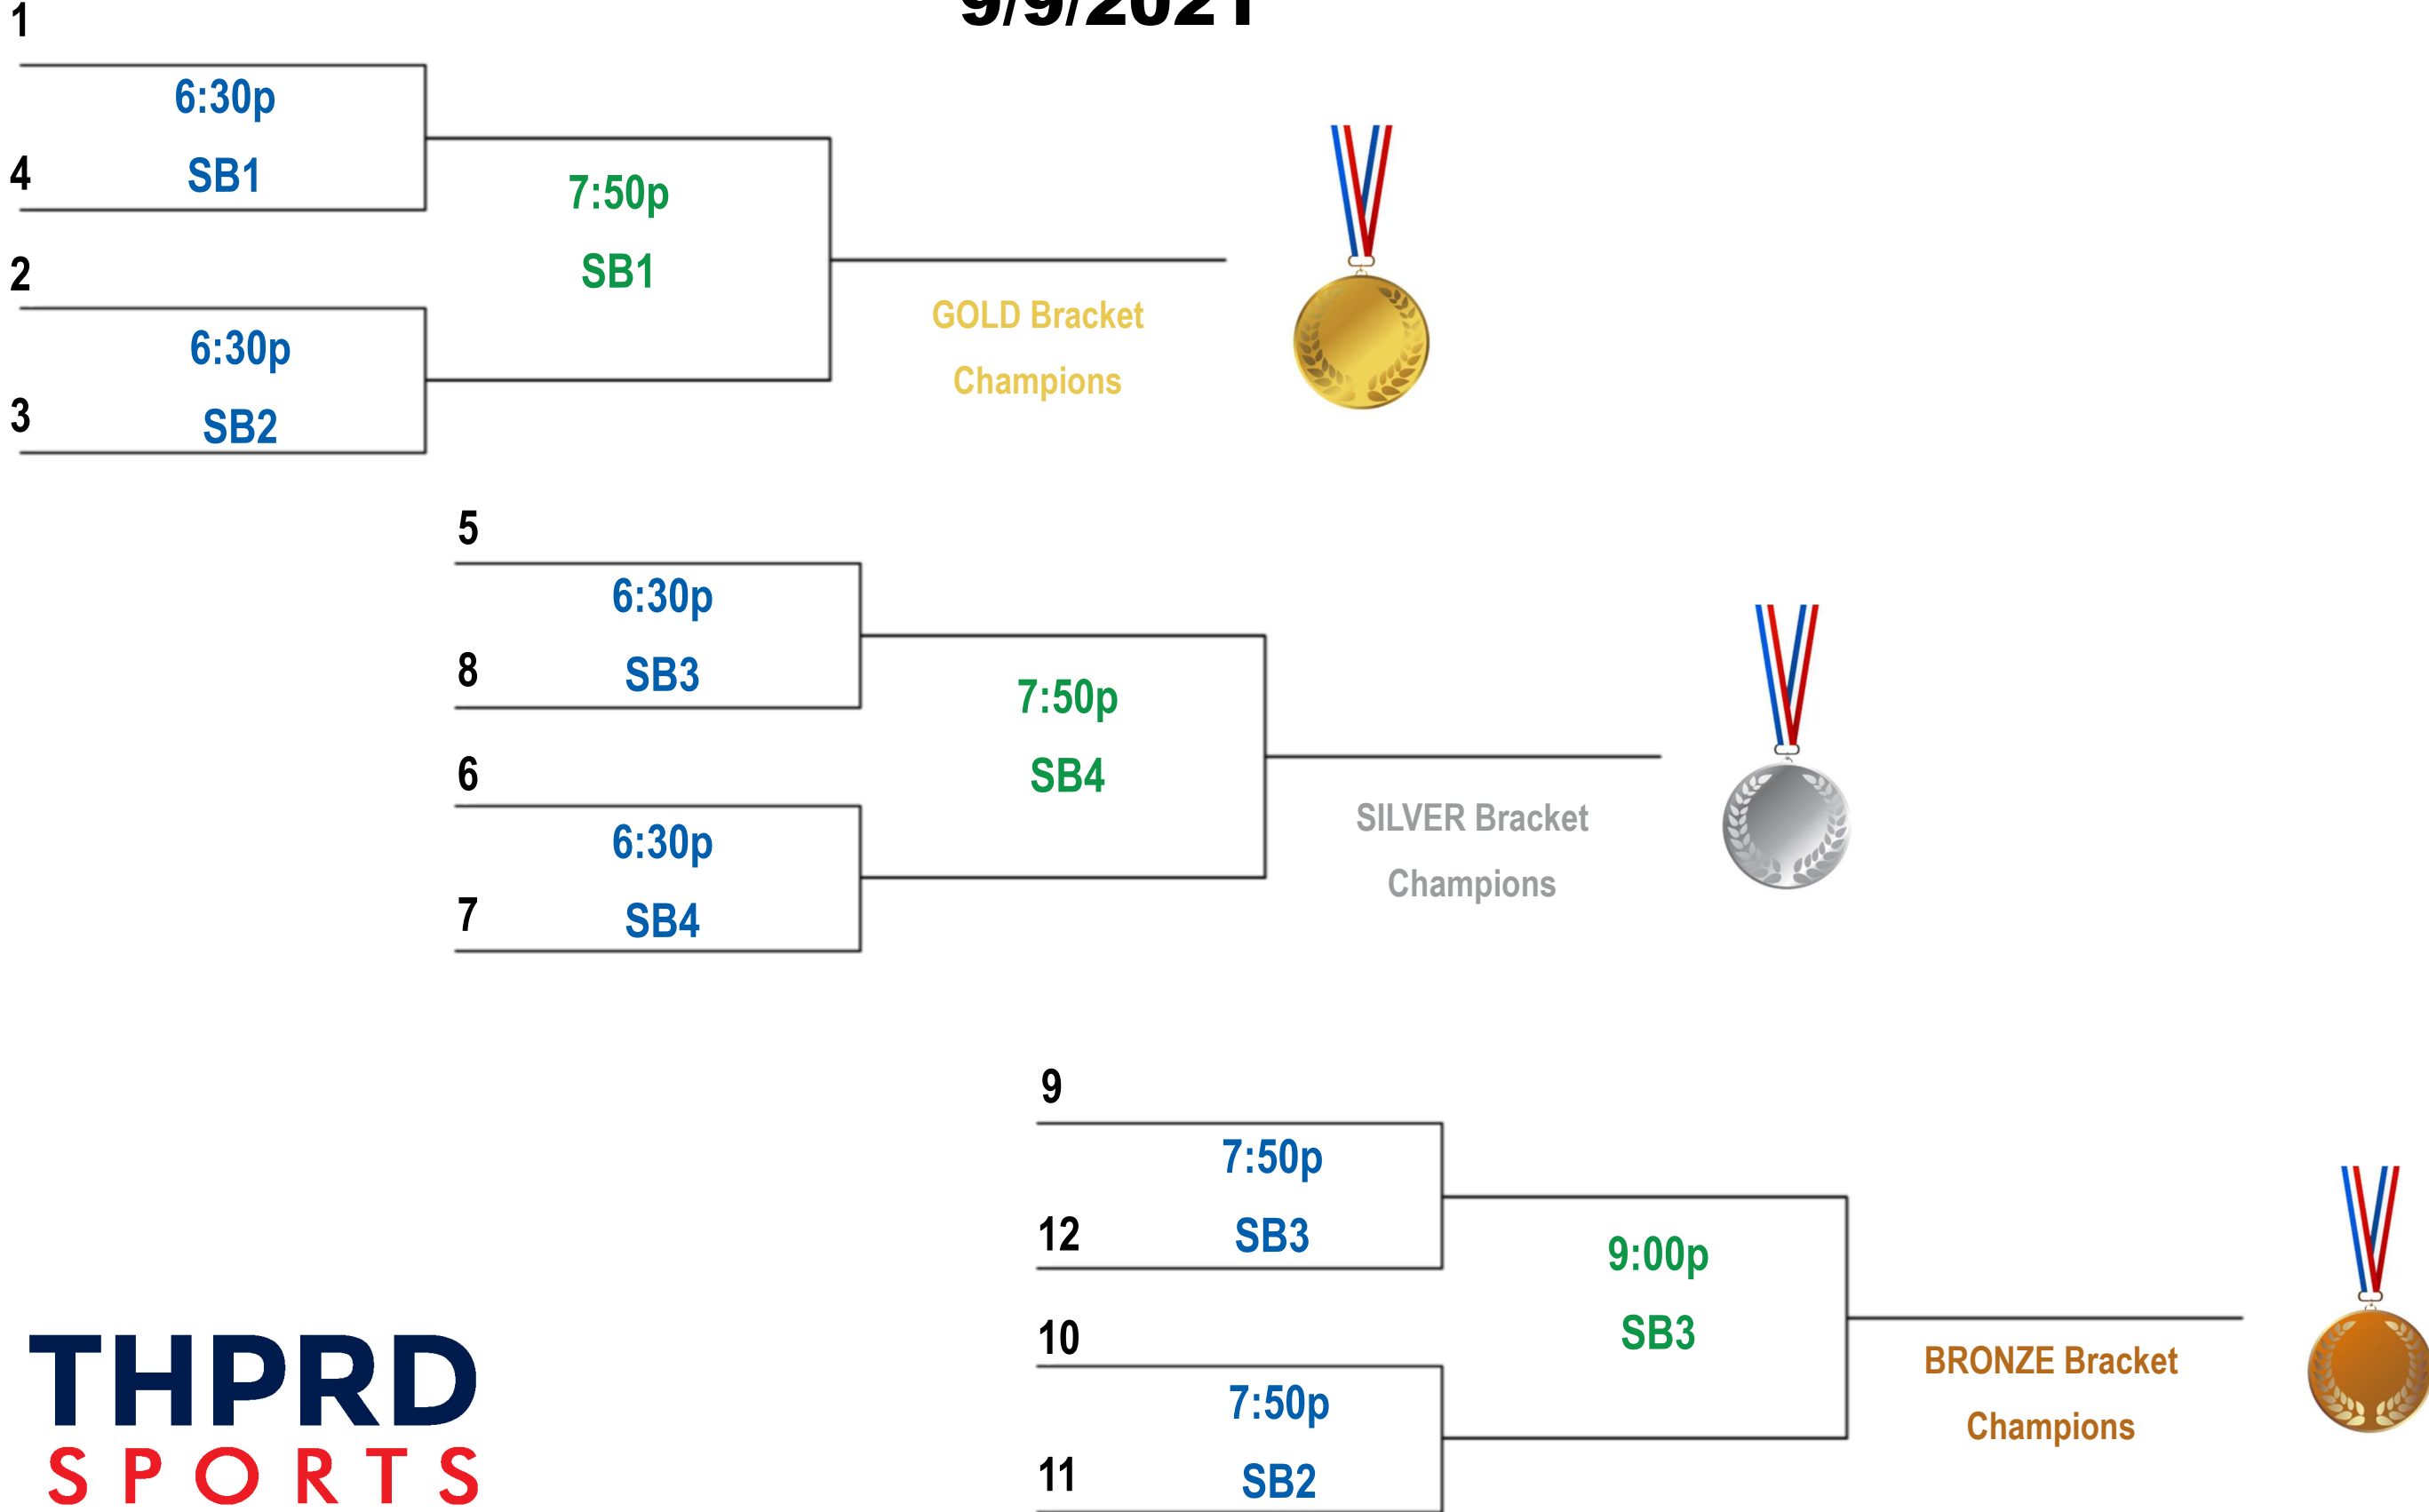 9/9/2021
1
6:30p
4
SB1
7:50p
2
SB1
GOLD Bracket
6:30p
Champions
3
SB2
5
6:30p
8
SB3
7:50p
6
SB4
SILVER Bracket
6:30p
Champions
7
SB4
9
7:50p
12
SB3
9:00p
10
SB3
BRONZE Bracket
7:50p
Champions
11
SB2
THPRD
SPORTS